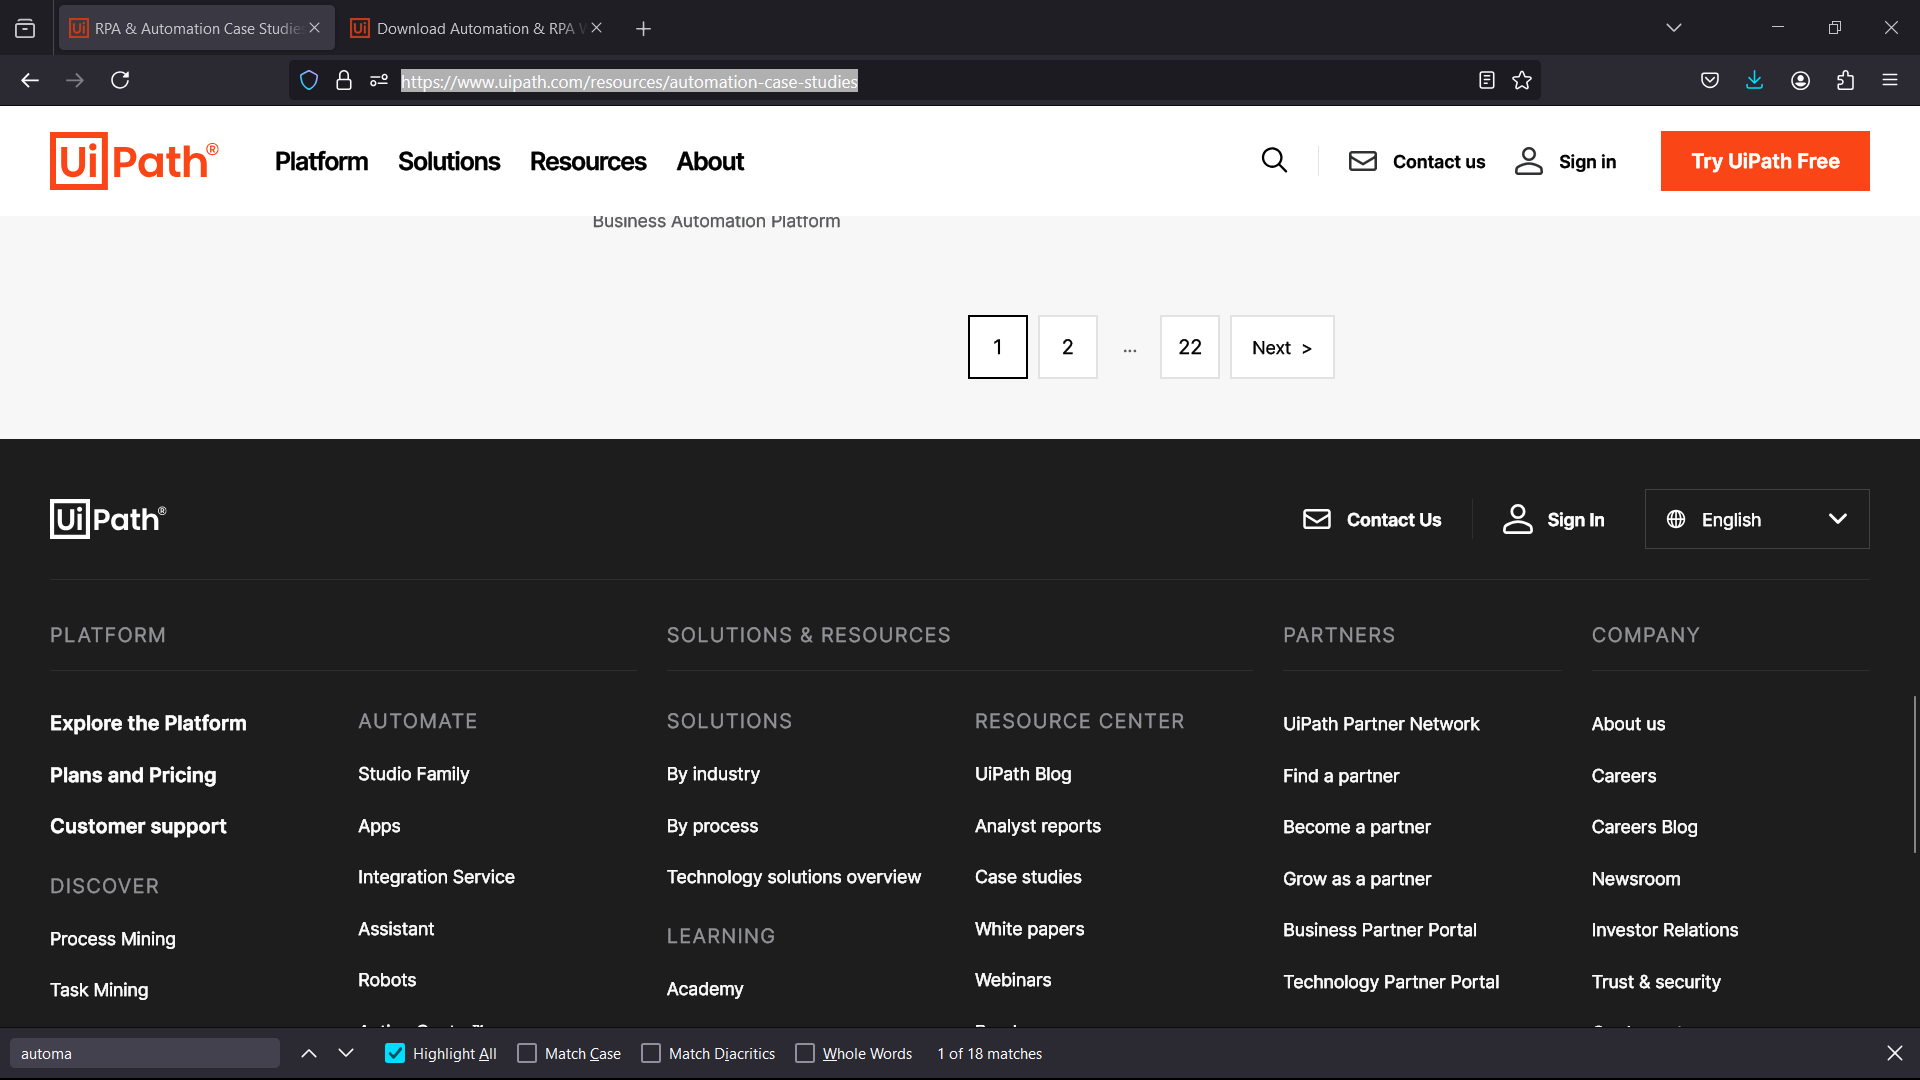 RPA & Automation Case Studies
Download Automation & RPA W
https://www.uipath.com/resources/automation-case-studies
UiPath®
Platform
Solutions
Resources
About
Contact us
Sign in
Try UiPath Free
Business Automation Platform
1
2
...
22
Next >
UiPath®
Contact Us
Sign In
English
PLATFORM
Explore the Platform
Plans and Pricing
Customer support
DISCOVER
Process Mining
Task Mining
AUTOMATE
Studio Family
Apps
Integration Service
Assistant
Robots
SOLUTIONS & RESOURCES
SOLUTIONS
By industry
By process
Technology solutions overview
LEARNING
Academy
RESOURCE CENTER
UiPath Blog
Analyst reports
Case studies
White papers
Webinars
PARTNERS
UiPath Partner Network
Find a partner
Become a partner
Grow as a partner
Business Partner Portal
Technology Partner Portal
COMPANY
About us
Careers
Careers Blog
Newsroom
Investor Relations
Trust & security
automa
Highlight All
Match Case
Match Diacritics
Whole Words
1 of 18 matches